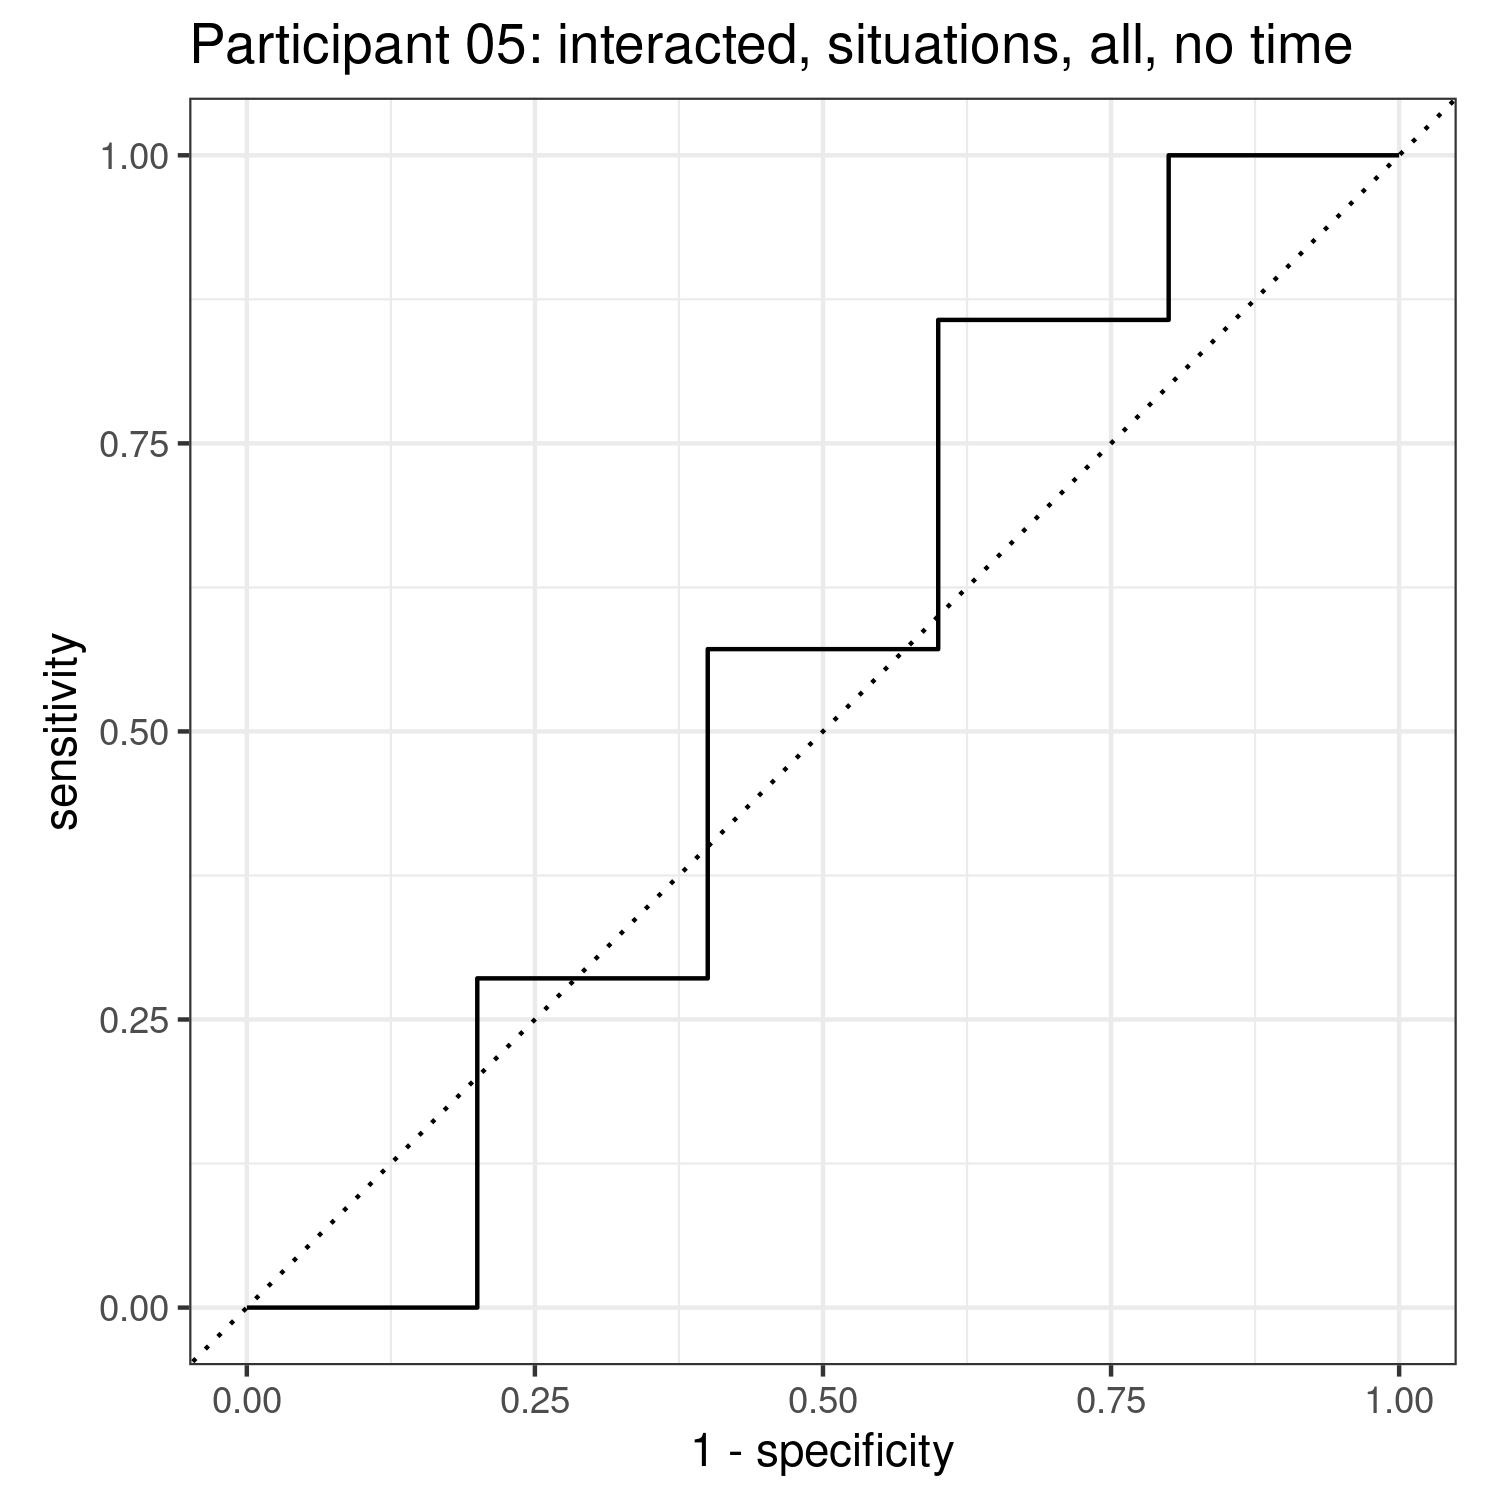 Participant 05: interacted, situations, all, no time
1.00
0.75
0.50
0.25
0.00
sensitivity
0.00 0.25 0.50 0.75 1.00
1 - specificity